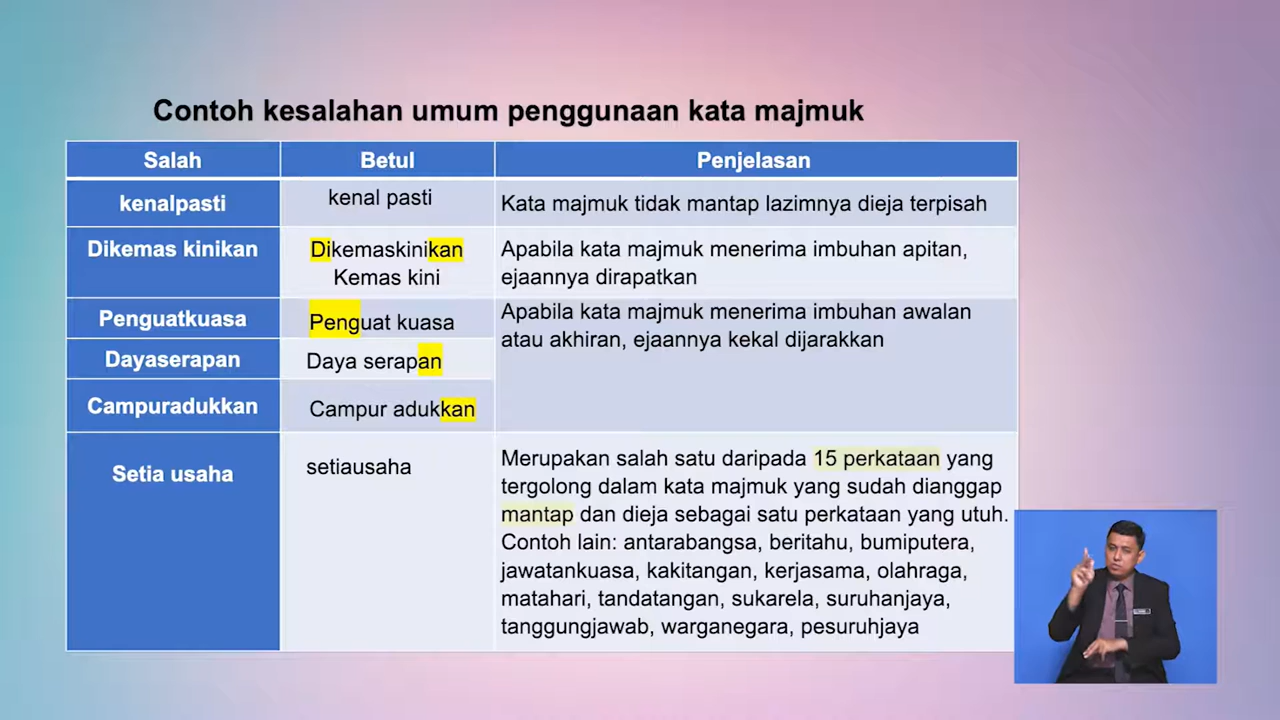 Contoh kesalahan umum penggunaan kata majmuk
Salah Betul Penjelasan
kenalpasti kenal pasti Kata majmuk tidak mantap lazimnya dieja terpisah
Dikemas kinikan Dikemaskinikan Apabila kata majmuk menerima imbuhan apitan,
Kemas kini ejaannya dirapatkan
Penguatkuasa Penguat kuasa Apabila kata majmuk menerima imbuhan awalan
atau akhiran, ejaannya kekal dijarakkan
Dayaserapan Daya serapan
Campuradukkan Campur adukkan
Setia usaha setiausaha Merupakan salah satu daripada 15 perkataan yang
tergolong dalam kata majmuk yang sudah dianggap
mantap dan dieja sebagai satu perkataan yang utuh.
Contoh lain: antarabangsa, beritahu, bumiputera,
jawatankuasa, kakitangan, kerjasama, olahraga,
matahari, tandatangan, sukarela, suruhanjaya,
tanggungjawab, warganegara, pesuruhjaya